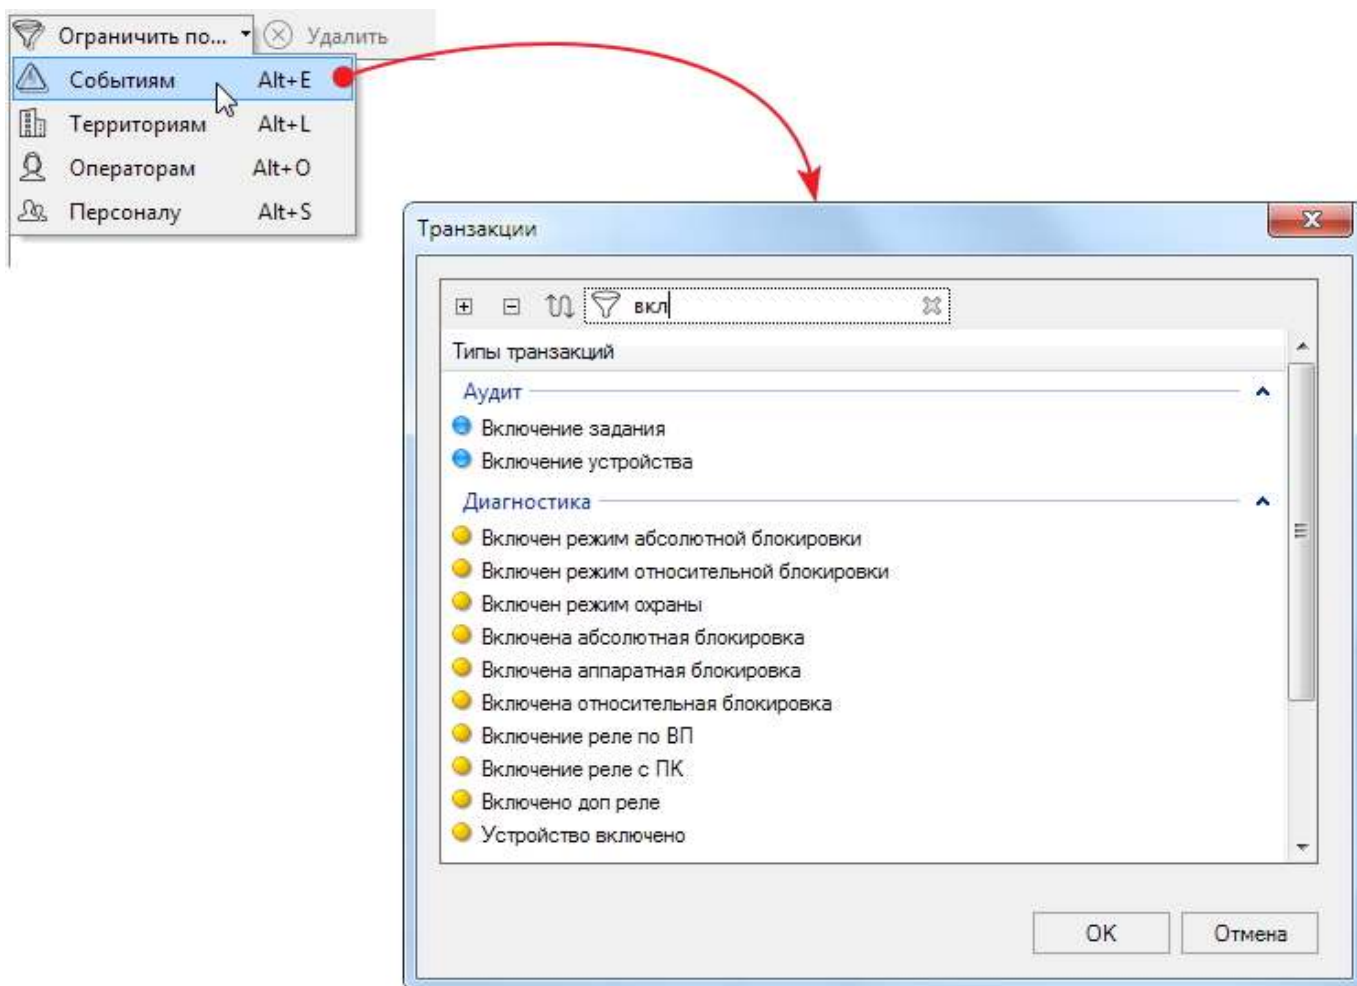 Ограничить по... Удалить
Событиям Alt+E
Территориям Alt+L
Операторам Alt+O
Персоналу Alt+S
Транзакции
вкл
Типы транзакций
Аудит
Включение задания
Включение устройства
Диагностика
Включен режим абсолютной блокировки
Включен режим относительной блокировки
Включен режим охраны
Включена абсолютная блокировка
Включена аппаратная блокировка
Включена относительная блокировка
Включение реле по ВП
Включение реле с ПК
Включено доп реле
Устройство включено
OK Отмена